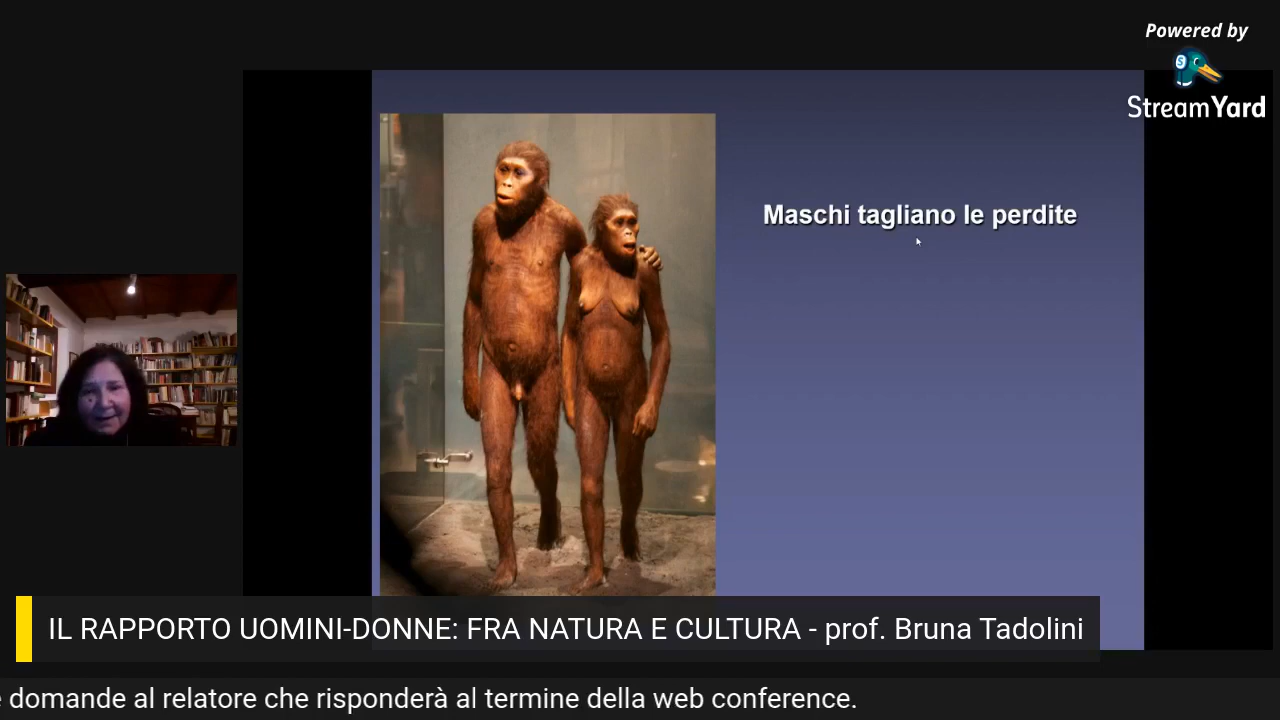 Powered by
StreamYard
Maschi tagliano le perdite
IL RAPPORTO UOMINI-DONNE: FRA NATURA E CULTURA - prof. Bruna Tadolini
domande al relatore che risponderà al termine della web conference.